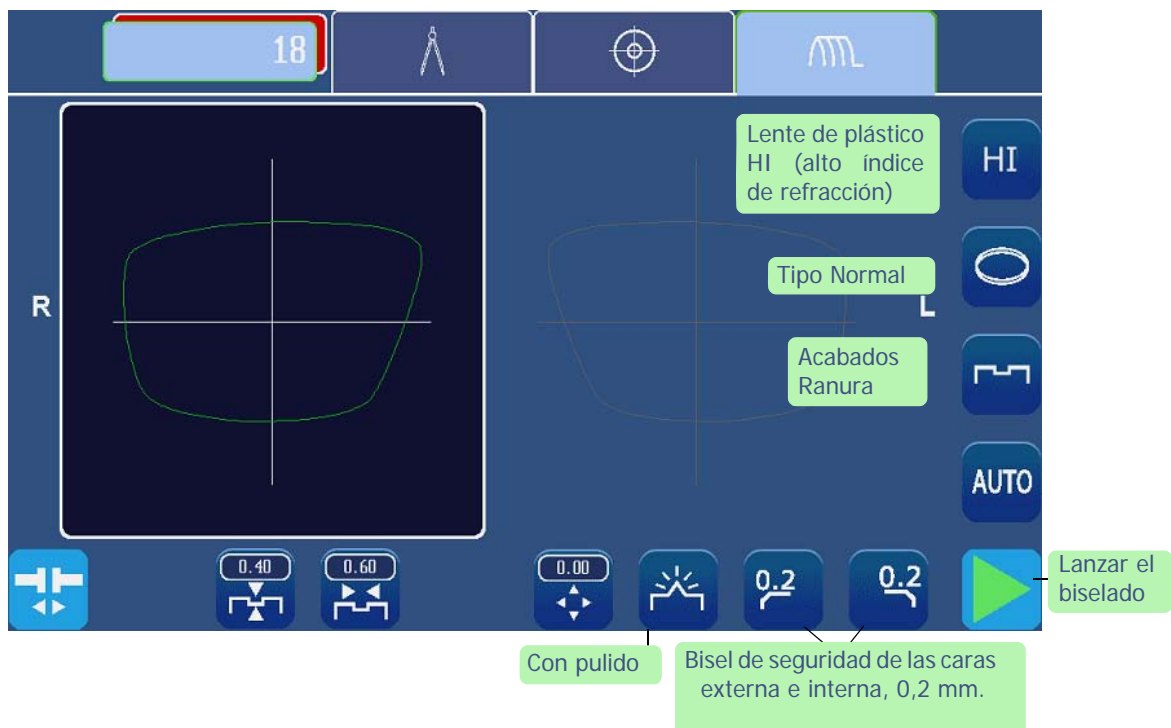 18
Lente de plástico
HI (alto índice
de refracción)
HI
Tipo Normal
R
L
Acabados
Ranura
AUTO
0.40
0.60
0.00
0.2
0.2
Lanzar el
biselado
Con pulido
Bisel de seguridad de las caras
externa e interna, 0,2 mm.